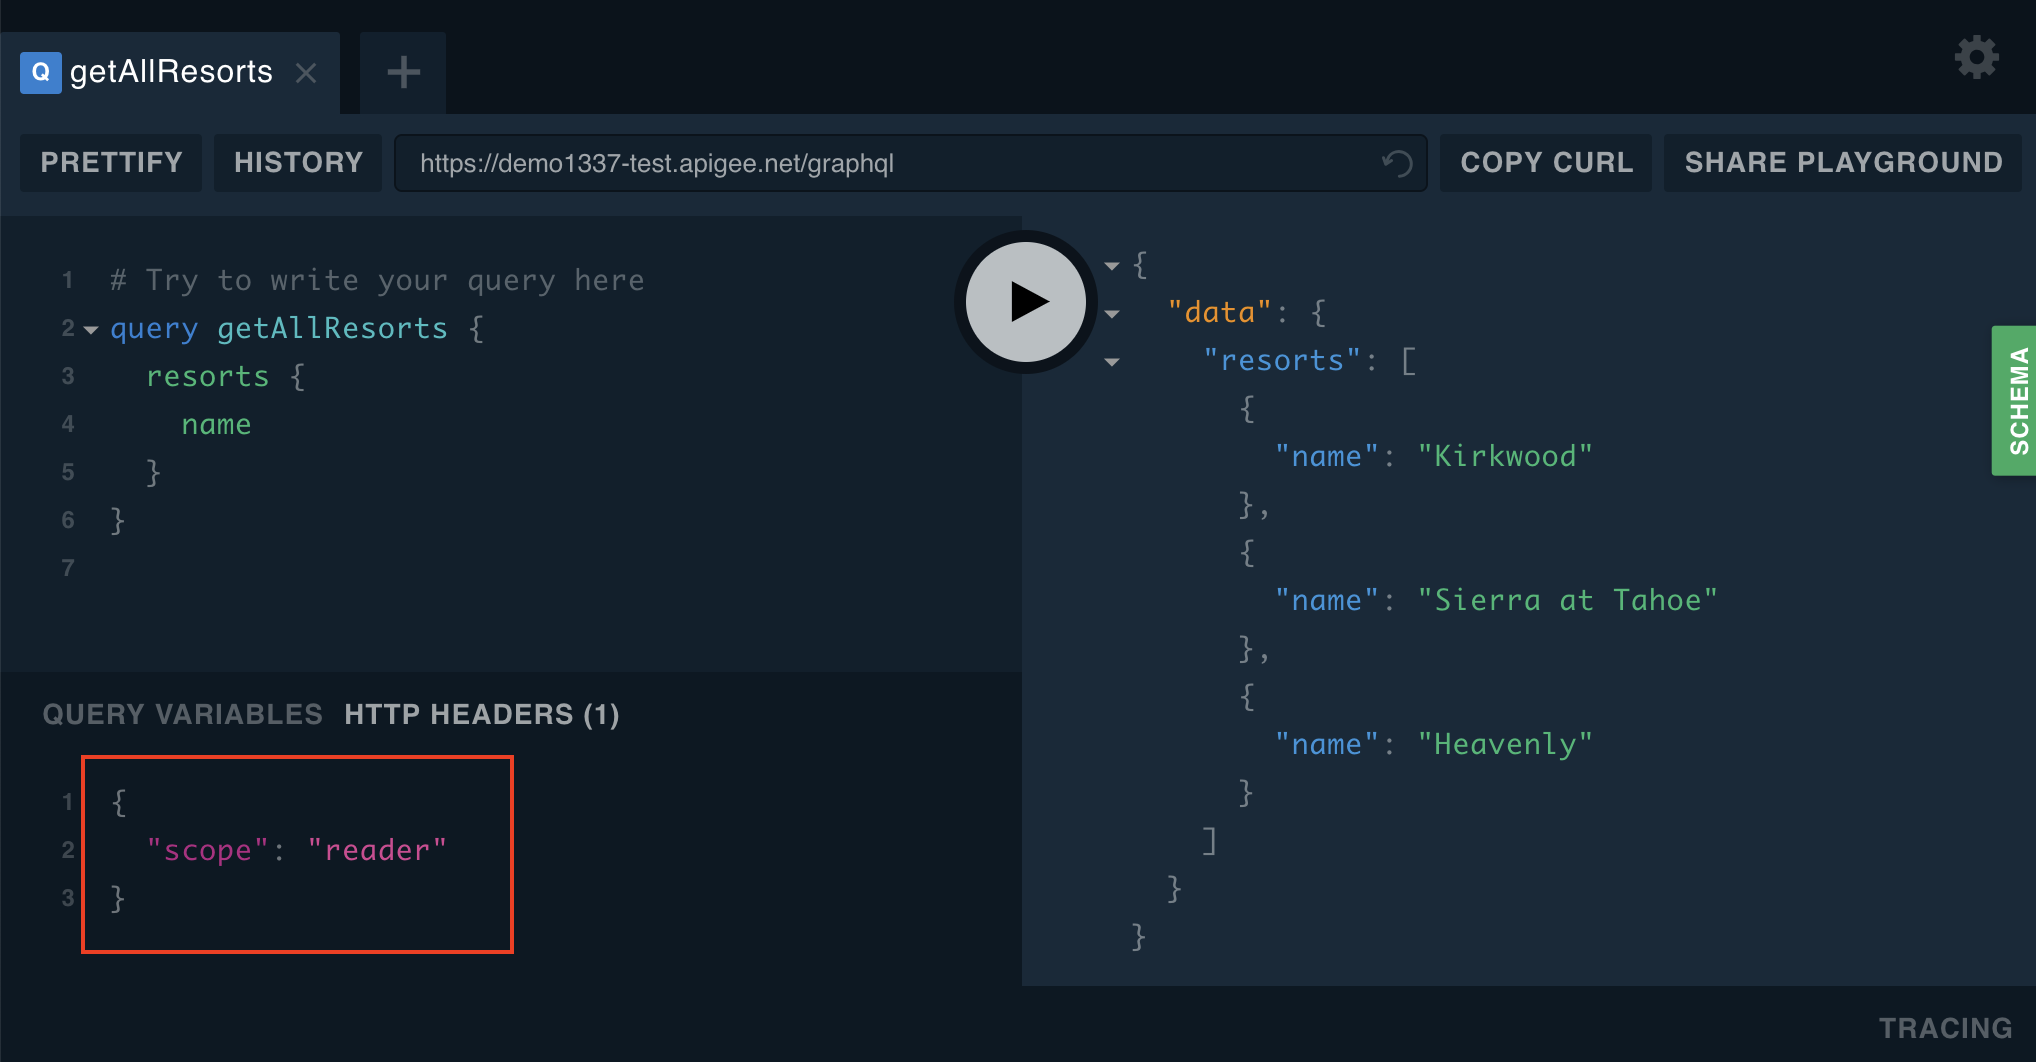 Q getAllResorts
PRETTIFY HISTORY https://demo1337-test.apigee.net/graphql COPY CURL SHARE PLAYGROUND
1 # Try to write your query here
2 query getAllResorts {
3 resorts {
4 name
5 }
6 }
7
QUERY VARIABLES HTTP HEADERS (1)
1 {
2 "scope": "reader"
3 }
{
"data": {
"resorts": [
{
"name": "Kirkwood"
},
{
"name": "Sierra at Tahoe"
},
{
"name": "Heavenly"
}
]
}
}
SCHEMA
TRACING